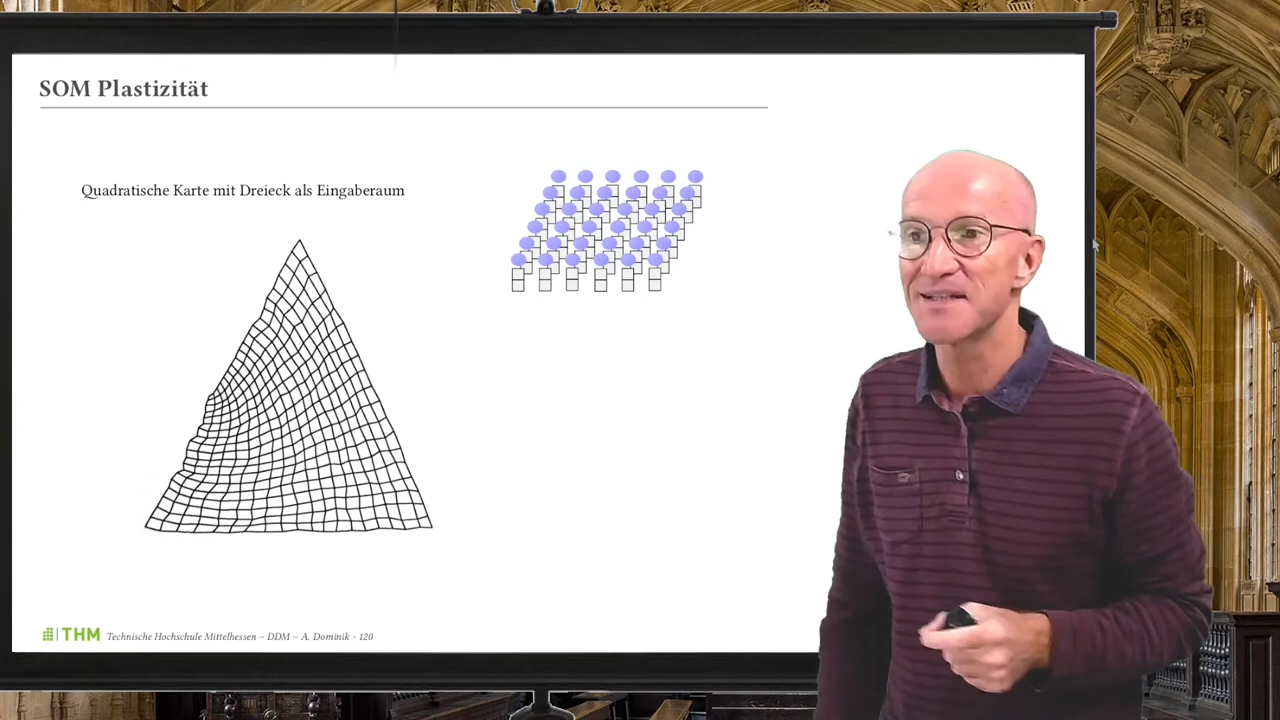 SOM Plastizität
Quadratische Karte mit Dreieck als Eingaberaum
THM Technische Hochschule Mittelhessen – DDM – A. Dominik - 120